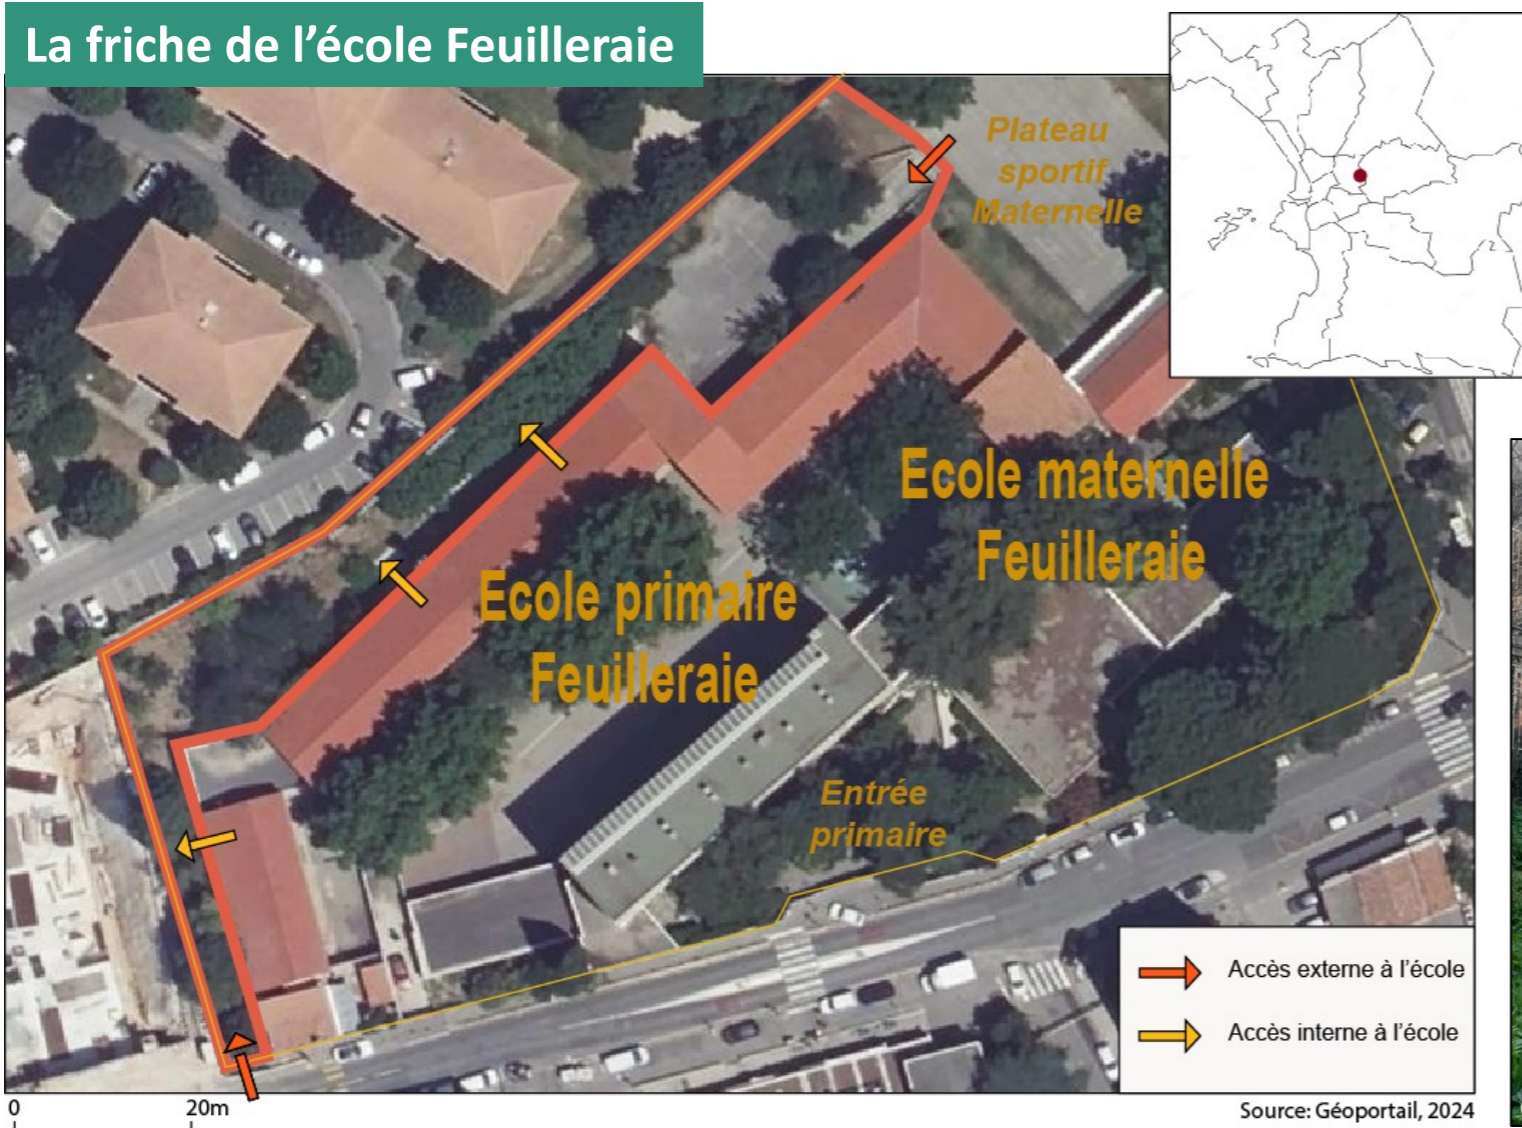 La friche de l’école Feuilleraie
Plateau
sportif
Maternelle
Ecole maternelle
Feuilleraie
Ecole primaire
Feuilleraie
Entrée
primaire
Accès externe à l’école
Accès interne à l’école
0 20m
Source: Géoportail, 2024